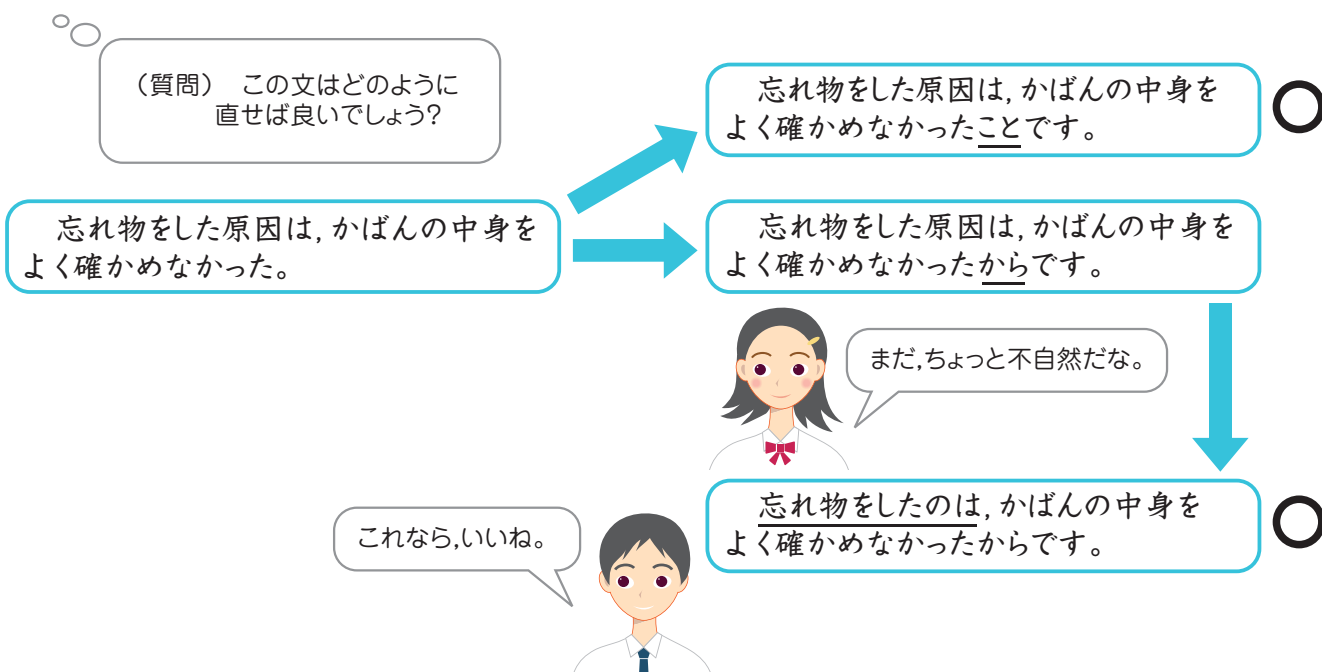 （質問）　この文はどのように
直せば良いでしょう？
忘れ物をした原因は，かばんの中身を
よく確かめなかった。
忘れ物をした原因は，かばんの中身を
よく確かめなかったことです。
忘れ物をした原因は，かばんの中身を
よく確かめなかったからです。
まだ，ちょっと不自然だな。
忘れ物をしたのは，かばんの中身を
よく確かめなかったからです。
これなら，いいね。